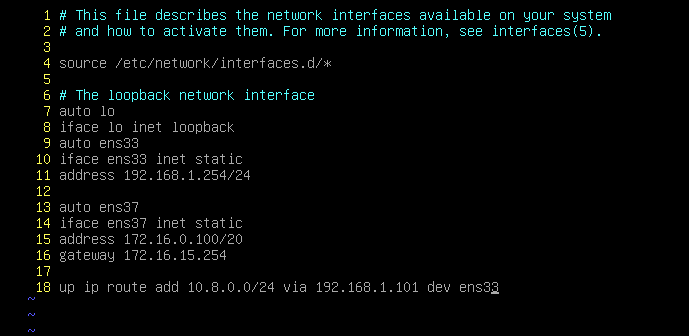 1 # This file describes the network interfaces available on your system
2 # and how to activate them. For more information, see interfaces(5).
3
4 source /etc/network/interfaces.d/*
5
6 # The loopback network interface
7 auto lo
8 iface lo inet loopback
9 auto ens33
10 iface ens33 inet static
11 address 192.168.1.254/24
12
13 auto ens37
14 iface ens37 inet static
15 address 172.16.0.100/20
16 gateway 172.16.15.254
17
18 up ip route add 10.8.0.0/24 via 192.168.1.101 dev ens33
~
~
~